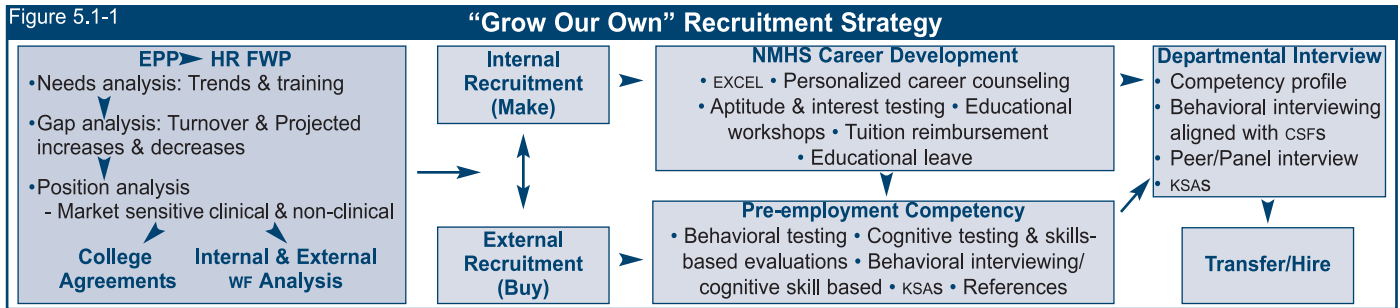 Figure 5.1-1
“Grow Our Own” Recruitment Strategy
EPP HR FWP
•Needs analysis: Trends & training
•Gap analysis: Turnover & Projected
increases & decreases
•Position analysis
- Market sensitive clinical & non-clinical
College
Agreements
Internal & External
WF Analysis
Internal
Recruitment
(Make)
External
Recruitment
(Buy)
NMHS Career Development
• EXCEL • Personalized career counseling
• Aptitude & interest testing • Educational
workshops • Tuition reimbursement
• Educational leave
Pre-employment Competency
• Behavioral testing • Cognitive testing & skills-
based evaluations • Behavioral interviewing/
cognitive skill based • KSAS • References
Departmental Interview
• Competency profile
• Behavioral interviewing
aligned with CSFS
• Peer/Panel interview
• KSAS
Transfer/Hire